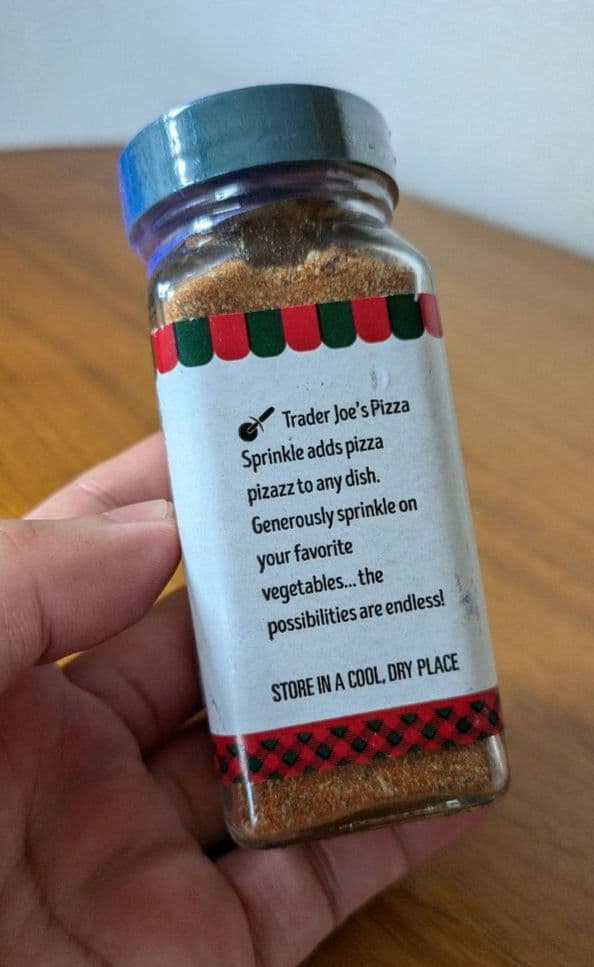 Trader Joe's Pizza
Sprinkle adds pizza
pizazz to any dish.
Generously sprinkle on
your favorite
vegetables... the
possibilities are endless!
STORE IN A COOL, DRY PLACE